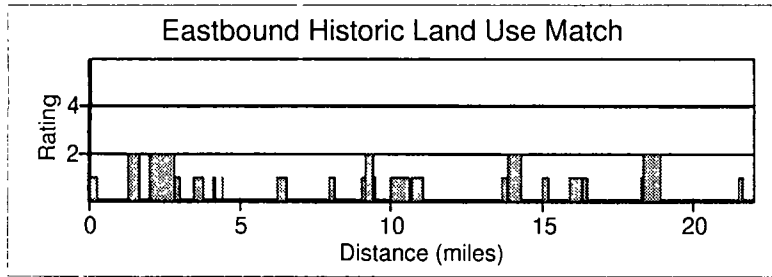 Eastbound Historic Land Use Match
Rating
4
2
0 5 10 15 20
Distance (miles)